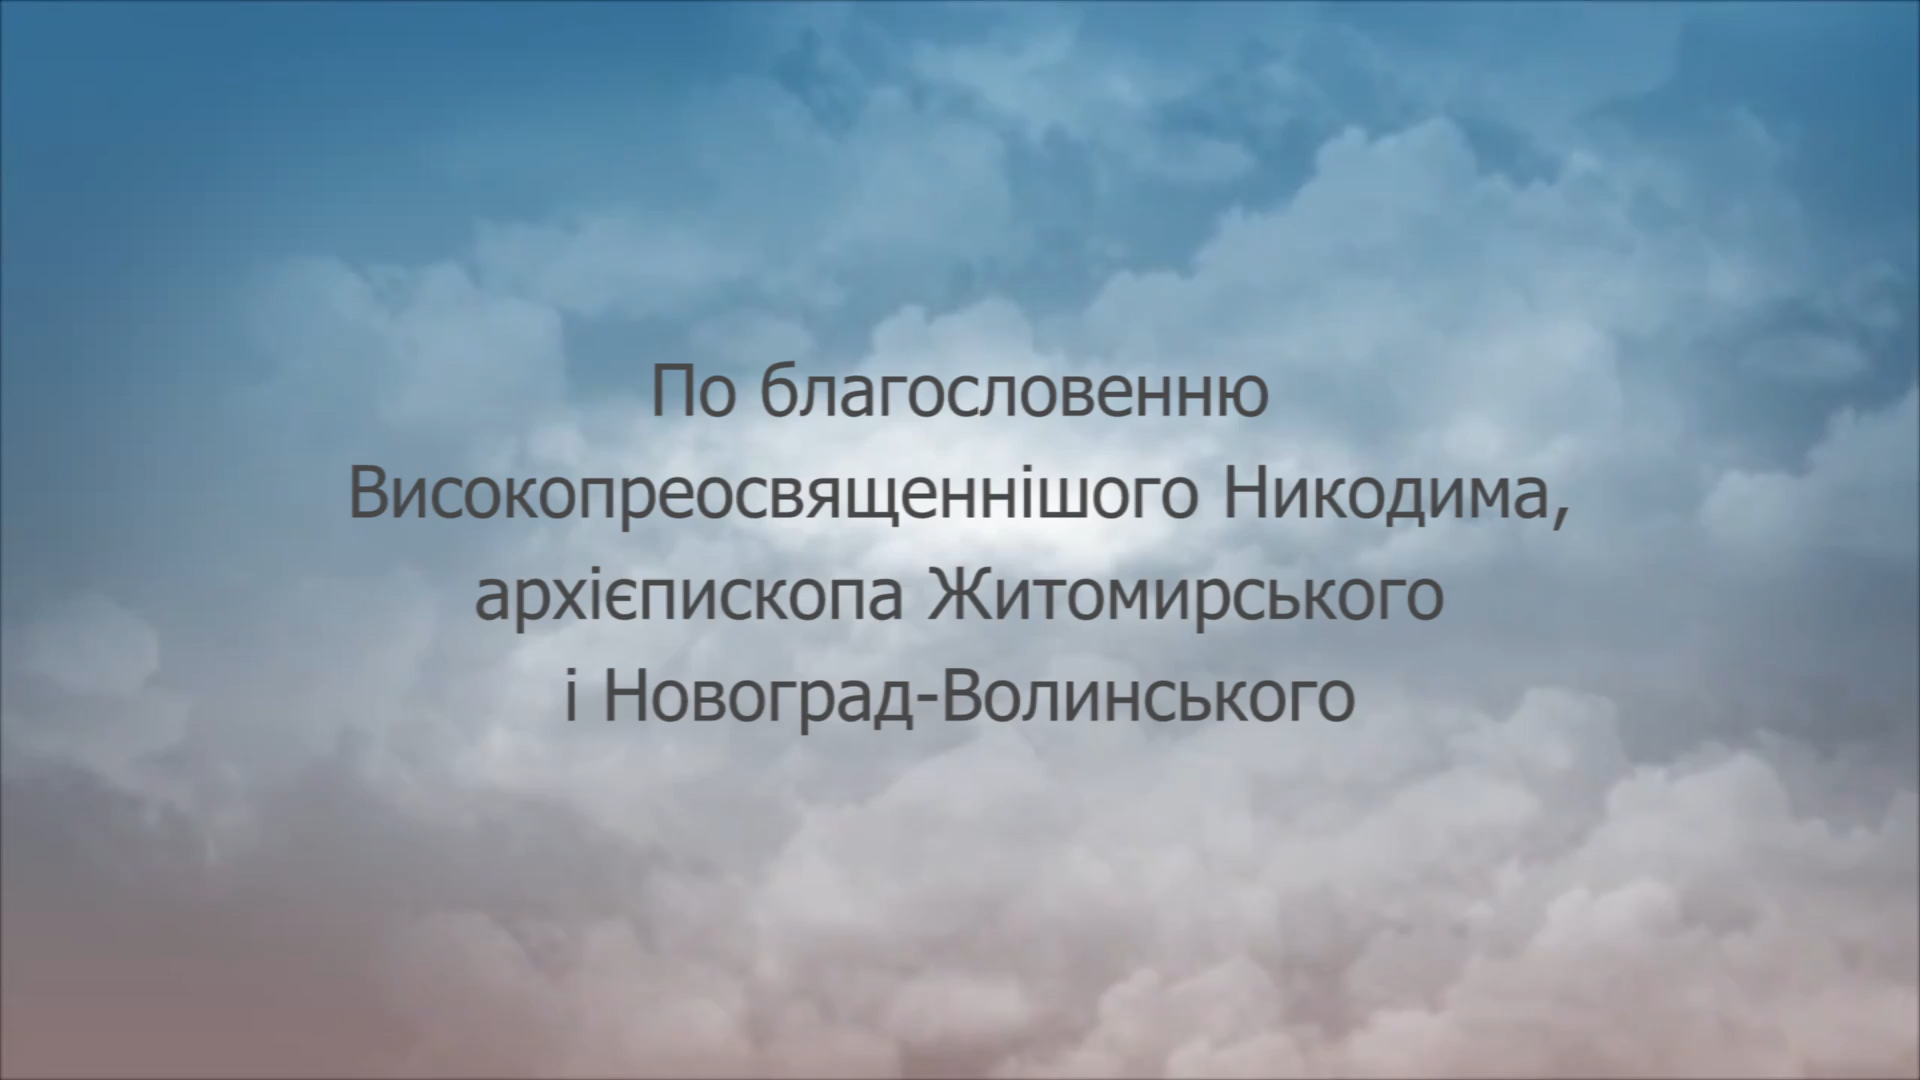 По благословенню
Високопреосвященнішого Никодима,
архієпископа Житомирського
і Новоград-Волинського